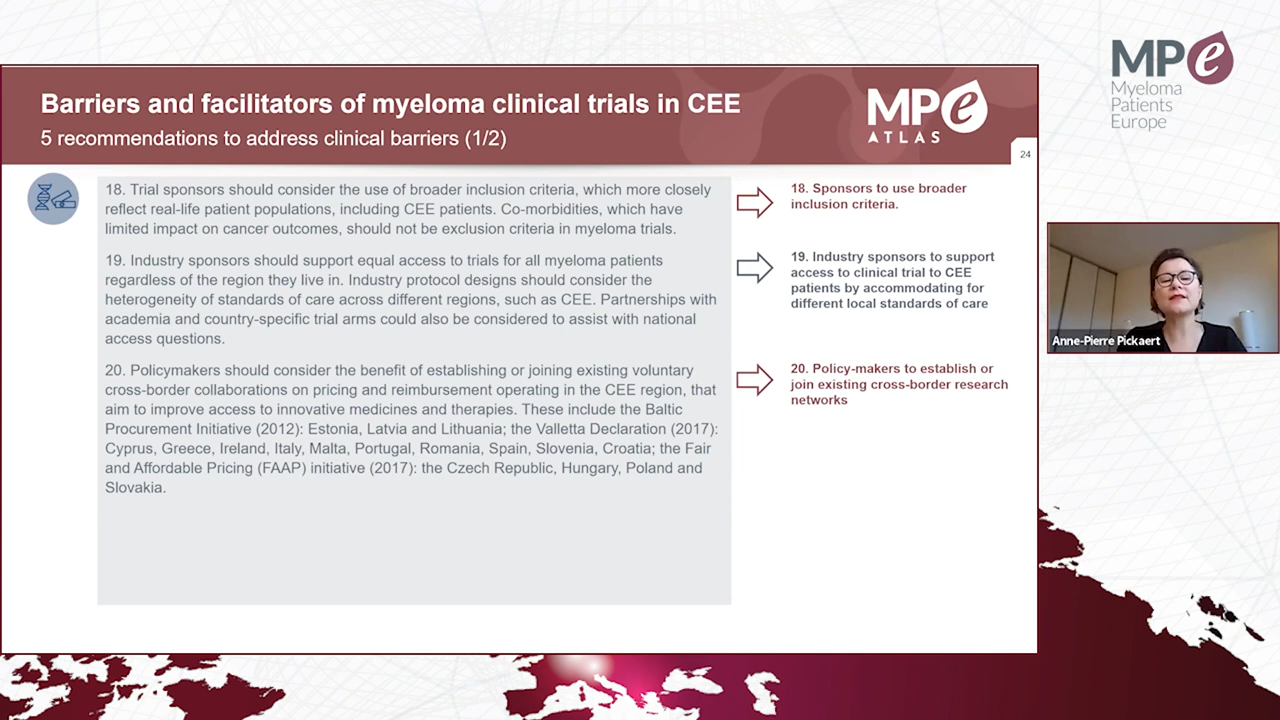 Barriers and facilitators of myeloma clinical trials in CEE
5 recommendations to address clinical barriers (1/2)
MPe
ATLAS
24
18. Trial sponsors should consider the use of broader inclusion criteria, which more closely
reflect real-life patient populations, including CEE patients. Co-morbidities, which have
limited impact on cancer outcomes, should not be exclusion criteria in myeloma trials.
19. Industry sponsors should support equal access to trials for all myeloma patients
regardless of the region they live in. Industry protocol designs should consider the
heterogeneity of standards of care across different regions, such as CEE. Partnerships with
academia and country-specific trial arms could also be considered to assist with national
access questions.
20. Policymakers should consider the benefit of establishing or joining existing voluntary
cross-border collaborations on pricing and reimbursement operating in the CEE region, that
aim to improve access to innovative medicines and therapies. These include the Baltic
Procurement Initiative (2012): Estonia, Latvia and Lithuania; the Valletta Declaration (2017):
Cyprus, Greece, Ireland, Italy, Malta, Portugal, Romania, Spain, Slovenia, Croatia; the Fair
and Affordable Pricing (FAAP) initiative (2017): the Czech Republic, Hungary, Poland and
Slovakia.
18. Sponsors to use broader
inclusion criteria.
19. Industry sponsors to support
access to clinical trial to CEE
patients by accommodating for
different local standards of care
20. Policy-makers to establish or
join existing cross-border research
networks
MPe
Myeloma
Patients
Europe
Anne-Pierre Pickaert